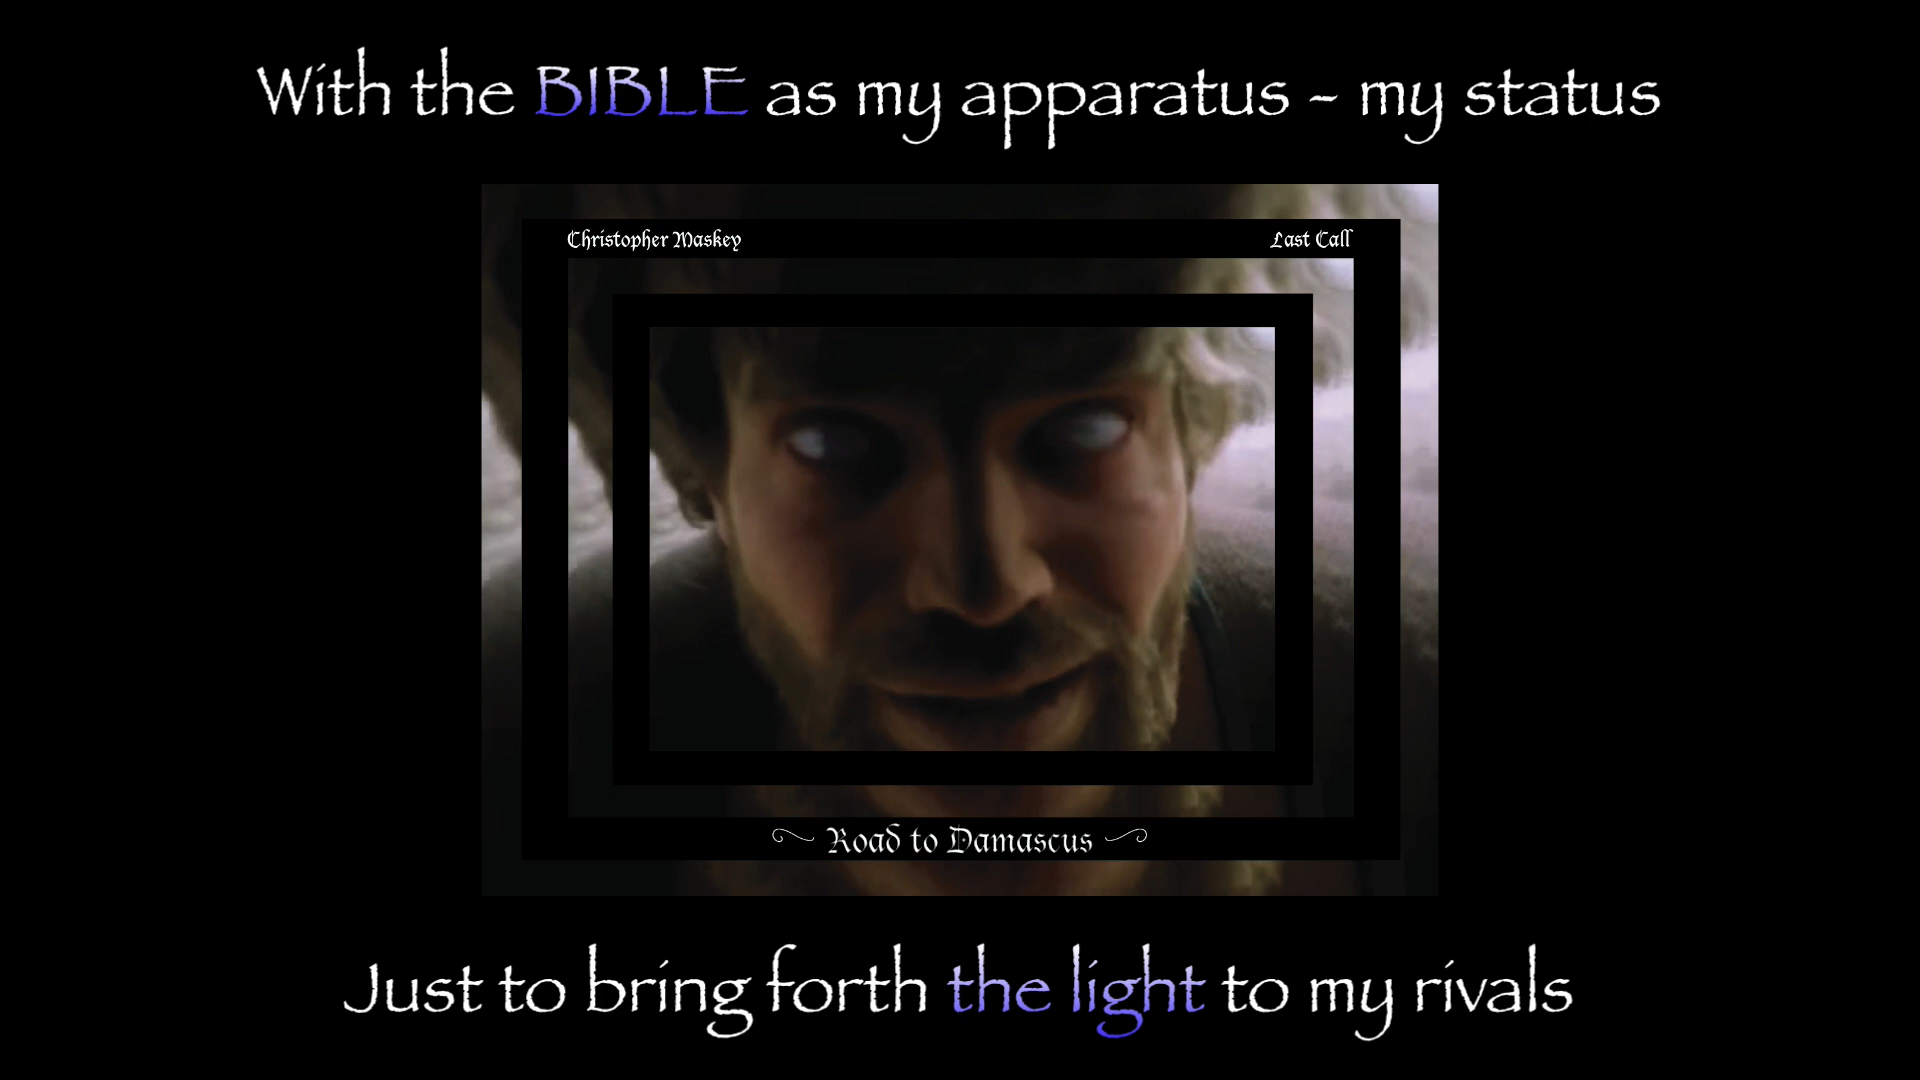 With the BIBLE as my apparatus - my status
Christopher Maskey
Last Call
Road to Damascus
Just to bring forth the light to my rivals